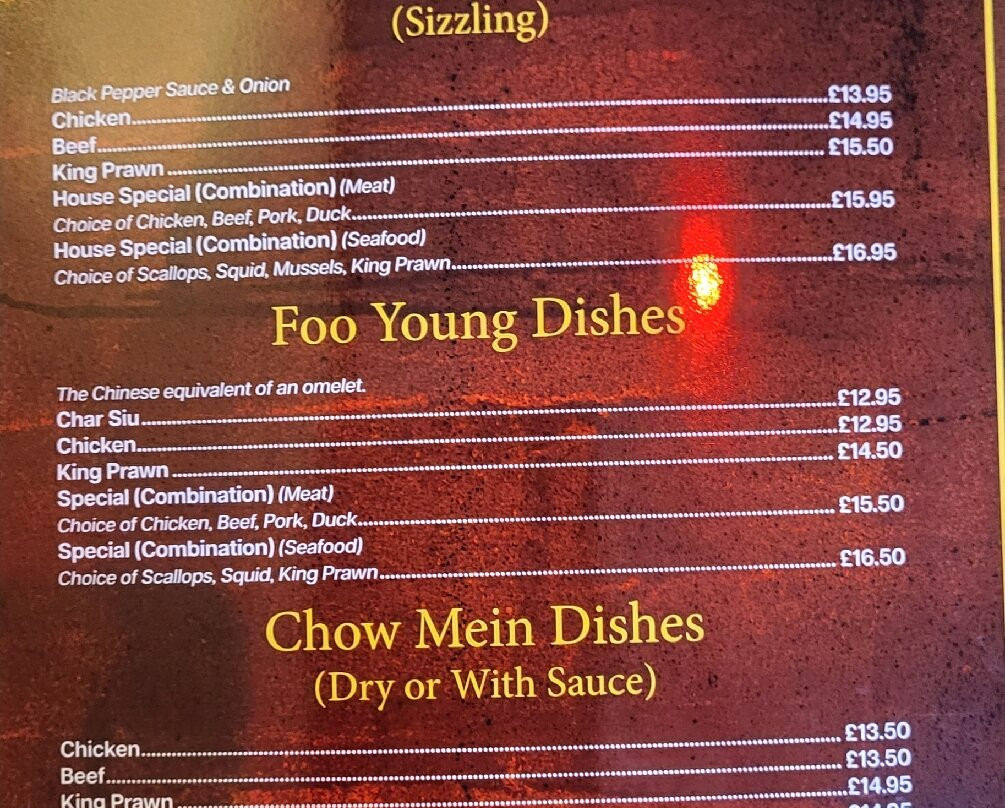 (Sizzling)
Black Pepper Sauce & Onion
Chicken £13.95
Beef £14.95
King Prawn £15.50
House Special (Combination) (Meat)
Choice of Chicken, Beef, Pork, Duck £15.95
House Special (Combination) (Seafood)
Choice of Scallops, Squid, Mussels, King Prawn £16.95
Foo Young Dishes
The Chinese equivalent of an omelet.
Char Siu £12.95
Chicken £12.95
King Prawn £14.50
Special (Combination) (Meat)
Choice of Chicken, Beef, Pork, Duck £15.50
Special (Combination) (Seafood)
Choice of Scallops, Squid, King Prawn £16.50
Chow Mein Dishes
(Dry or With Sauce)
Chicken £13.50
Beef £13.50
King Prawn £14.95